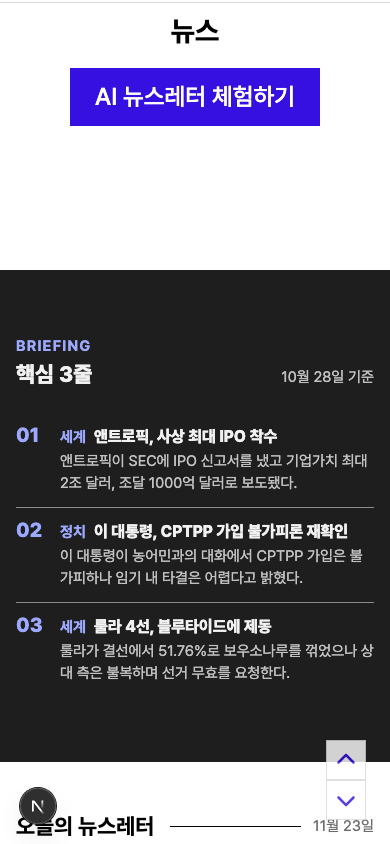 뉴스
AI 뉴스레터 체험하기
BRIEFING
핵심 3줄
10월 28일 기준
01 세계 앤트로픽, 사상 최대 IPO 착수
앤트로픽이 SEC에 IPO 신고서를 냈고 기업가치 최대
2조 달러, 조달 1000억 달러로 보도됐다.
02 정치 이 대통령, CPTPP 가입 불가피론 재확인
이 대통령이 농어민과의 대화에서 CPTPP 가입은 불
가피하나 임기 내 타결은 어렵다고 밝혔다.
03 세계 룰라 4선, 블루타이드에 제동
룰라가 결선에서 51.76%로 보우소나루를 꺾었으나 상
대 측은 불복하며 선거 무효를 요청한다.
N
오늘의 뉴스레터
11월 23일